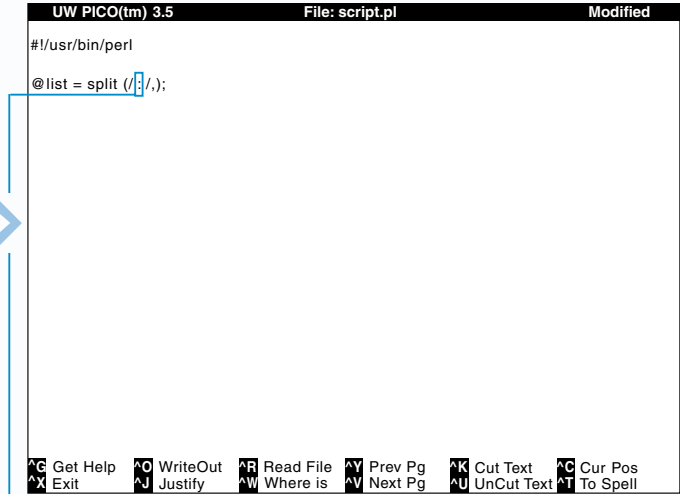 UW PICO(tm) 3.5 File: script.pl Modified
#!/usr/bin/perl
@list = split (/:/,);
^G Get Help ^O WriteOut ^R Read File ^Y Prev Pg ^K Cut Text ^C Cur Pos
^X Exit ^J Justify ^W Where is ^V Next Pg ^U UnCut Text ^T To Spell